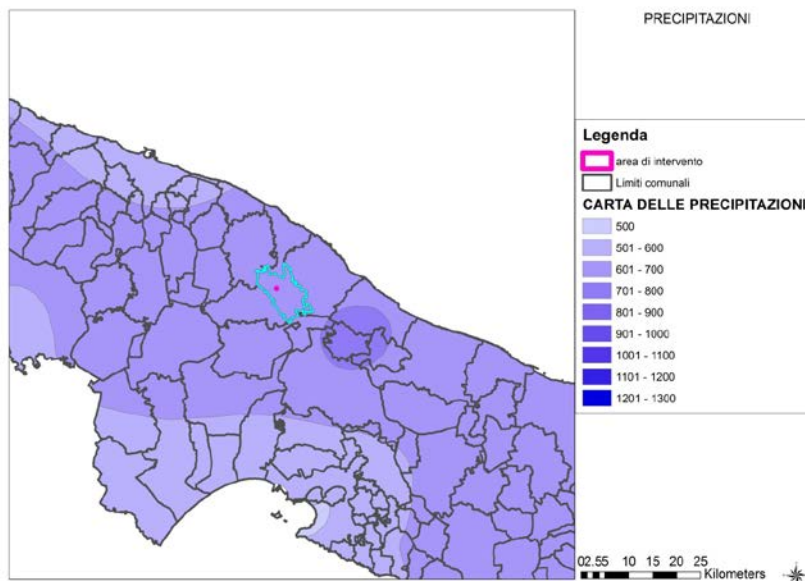 PRECIPITAZIONI
Legenda
area di intervento
Limiti comunali
CARTA DELLE PRECIPITAZIONI
500
501 - 600
601 - 700
701 - 800
801 - 900
901 - 1000
1001 - 1100
1101 - 1200
1201 - 1300
02.55 10 15 20 25
Kilometers